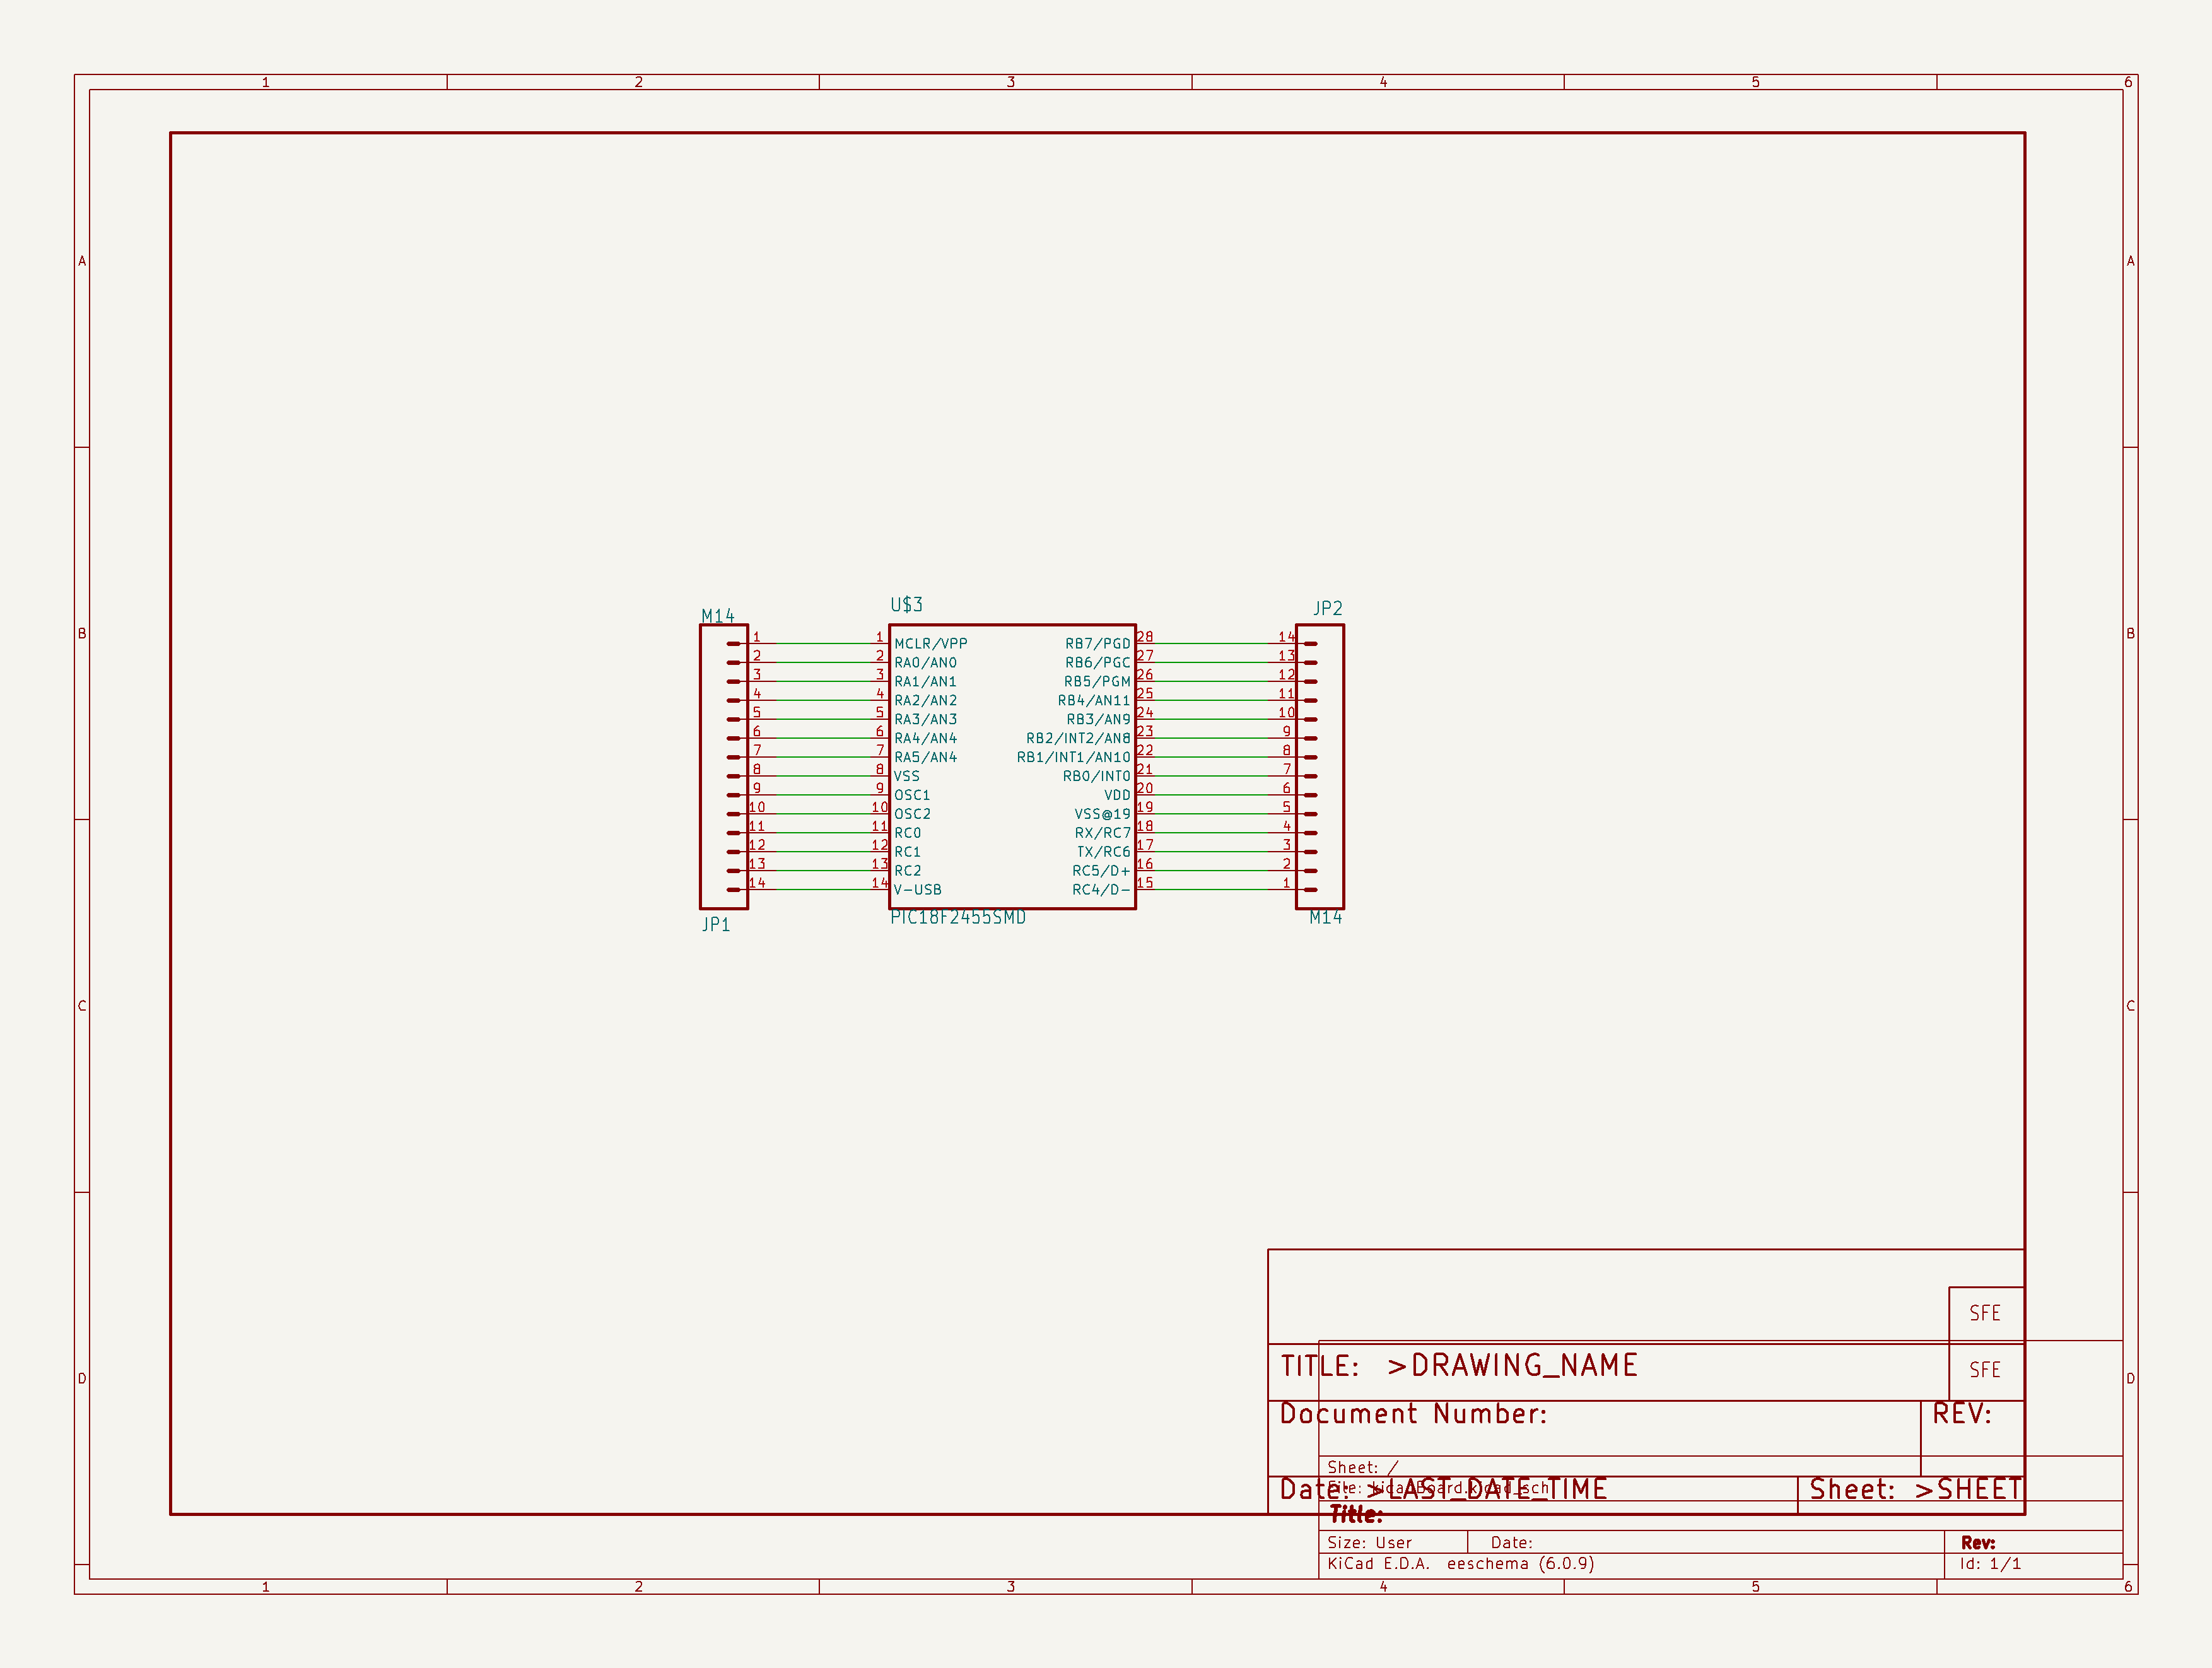 1 2 3 4 5 6
A A
B B
C C
D D
U$3
JP2
M14
1 1 MCLR/VPP RB7/PGD 28 14
2 2 RA0/AN0 RB6/PGC 27 13
3 3 RA1/AN1 RB5/PGM 26 12
4 4 RA2/AN2 RB4/AN11 25 11
5 5 RA3/AN3 RB3/AN9 24 10
6 6 RA4/AN4 RB2/INT2/AN8 23 9
7 7 RA5/AN4 RB1/INT1/AN10 22 8
8 8 VSS RB0/INT0 21 7
9 9 OSC1 VDD 20 6
10 10 OSC2 VSS@19 19 5
11 11 RC0 RX/RC7 18 4
12 12 RC1 TX/RC6 17 3
13 13 RC2 RC5/D+ 16 2
14 14 V-USB RC4/D- 15 1
JP1
PIC18F2455SMD
M14
SFE
SFE
TITLE: >DRAWING_NAME
Document Number: REV:
Sheet: /
File: kicadBoard.kicad_sch
Date: >LAST_DATE_TIME Sheet: >SHEET
Title:
Size: User Date: Rev:
KiCad E.D.A. eeschema (6.0.9) Id: 1/1
1 2 3 4 5 6